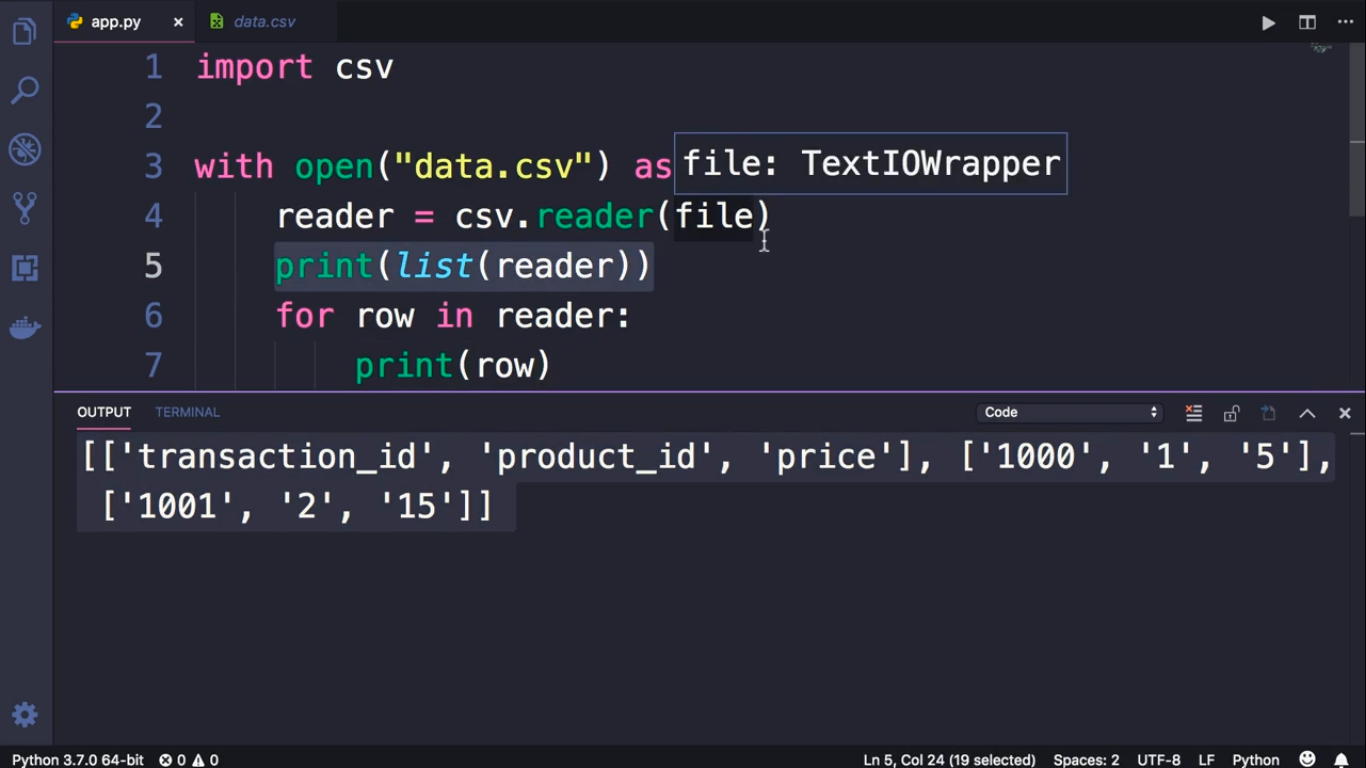 app.py × data.csv
1 import csv
2
3 with open("data.csv") as
file: TextIOWrapper
4 reader = csv.reader(file)
5 print(list(reader))
6 for row in reader:
7 print(row)
OUTPUT TERMINAL Code
[['transaction_id', 'product_id', 'price'], ['1000', '1', '5'],
['1001', '2', '15']]
Python 3.7.0 64-bit 0 0 Ln 5, Col 24 (19 selected) Spaces: 2 UTF-8 LF Python